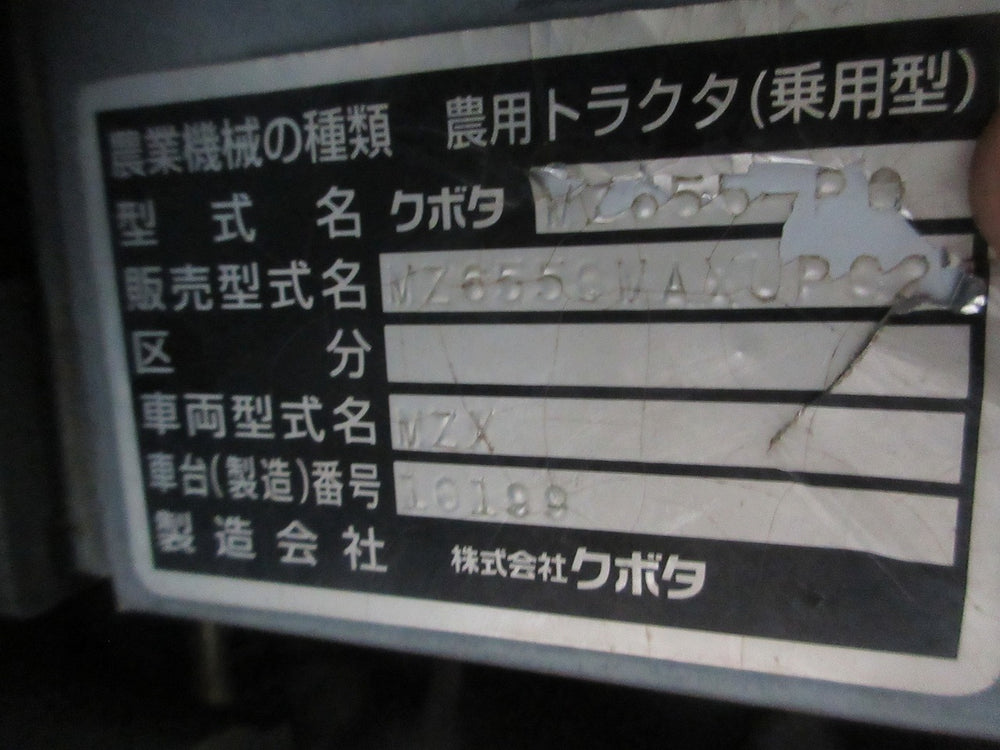 農業機械の種類 農用トラクタ(乗用型)
型式名 クボタ
販売型式名
区分
車両型式名 MZX
車台(製造)番号 10199
製造会社 株式会社クボタ